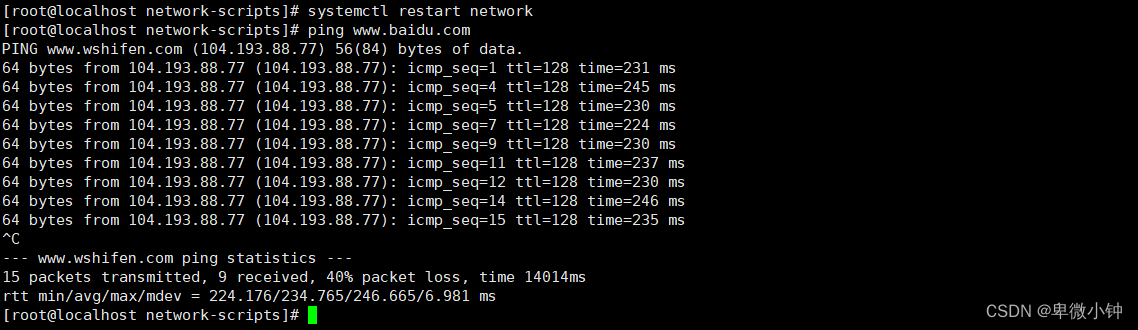 [root@localhost network-scripts]# systemctl restart network
[root@localhost network-scripts]# ping www.baidu.com
PING www.wshifen.com (104.193.88.77) 56(84) bytes of data.
64 bytes from 104.193.88.77 (104.193.88.77): icmp_seq=1 ttl=128 time=231 ms
64 bytes from 104.193.88.77 (104.193.88.77): icmp_seq=4 ttl=128 time=245 ms
64 bytes from 104.193.88.77 (104.193.88.77): icmp_seq=5 ttl=128 time=230 ms
64 bytes from 104.193.88.77 (104.193.88.77): icmp_seq=7 ttl=128 time=224 ms
64 bytes from 104.193.88.77 (104.193.88.77): icmp_seq=9 ttl=128 time=230 ms
64 bytes from 104.193.88.77 (104.193.88.77): icmp_seq=11 ttl=128 time=237 ms
64 bytes from 104.193.88.77 (104.193.88.77): icmp_seq=12 ttl=128 time=230 ms
64 bytes from 104.193.88.77 (104.193.88.77): icmp_seq=14 ttl=128 time=246 ms
64 bytes from 104.193.88.77 (104.193.88.77): icmp_seq=15 ttl=128 time=235 ms
^C
--- www.wshifen.com ping statistics ---
15 packets transmitted, 9 received, 40% packet loss, time 14014ms
rtt min/avg/max/mdev = 224.176/234.765/246.665/6.981 ms
[root@localhost network-scripts]#
CSDN @卑微小钟